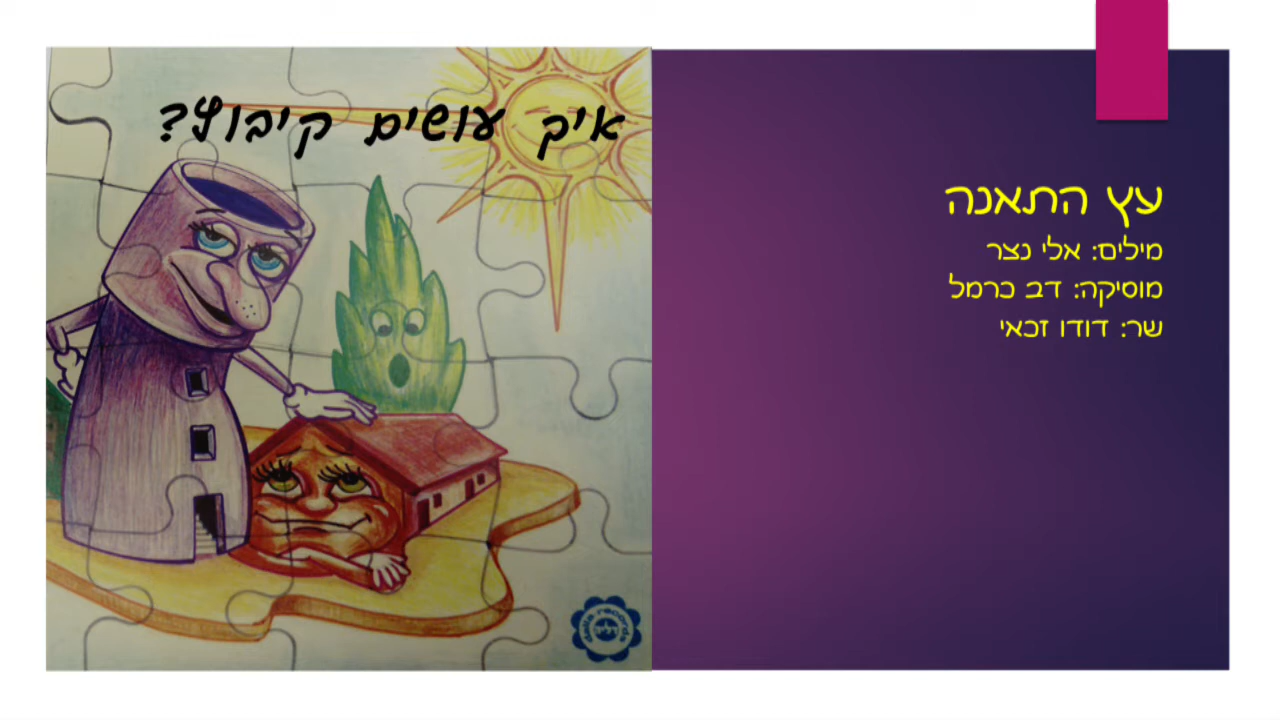 איך עושים קיבוץ?
עץ התאנה
מילים: אלי נצר
מוסיקה: דב כרמל
שר: דודו זכאי